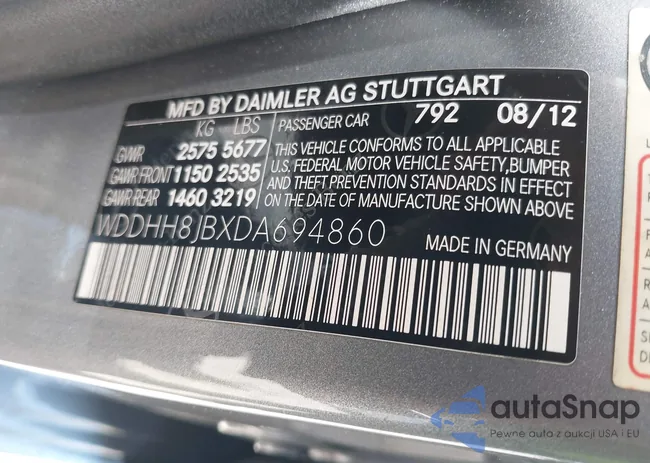 MFD BY DAIMLER AG STUTTGART
KG LBS
GWR 2575 5677
GAWR FRONT 1150 2535
GAWR REAR 1460 3219
PASSENGER CAR 792 08/12
THIS VEHICLE CONFORMS TO ALL APPLICABLE
U.S. FEDERAL MOTOR VEHICLE SAFETY, BUMPER
AND THEFT PREVENTION STANDARDS IN EFFECT
ON THE DATE OF MANUFACTURE SHOWN ABOVE
WDDHH8JBXDA694860
MADE IN GERMANY
autaSnap
Pewne auta z aukcji USA i EU